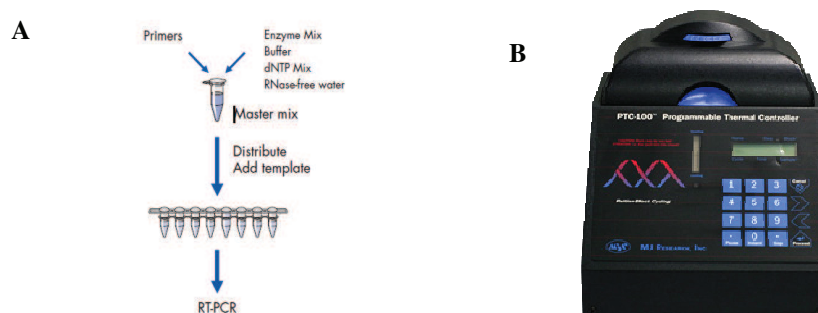 A
Primers
Enzyme Mix
Buffer
dNTP Mix
RNase-free water
Master mix
Distribute
Add template
RT-PCR
B
PTC-100™ Programmable Thermal Controller
1 2 3
4 5 6
7 8 9
0
Proceed
MJ RESEARCH, INC